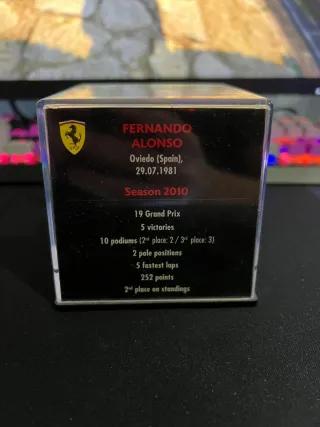 FERNANDO
ALONSO
Oviedo (Spain),
29.07.1981
Season 2010
19 Grand Prix
5 victories
10 podiums (2nd place: 2 / 3rd place: 3)
2 pole positions
5 fastest laps
252 points
2nd place on standings